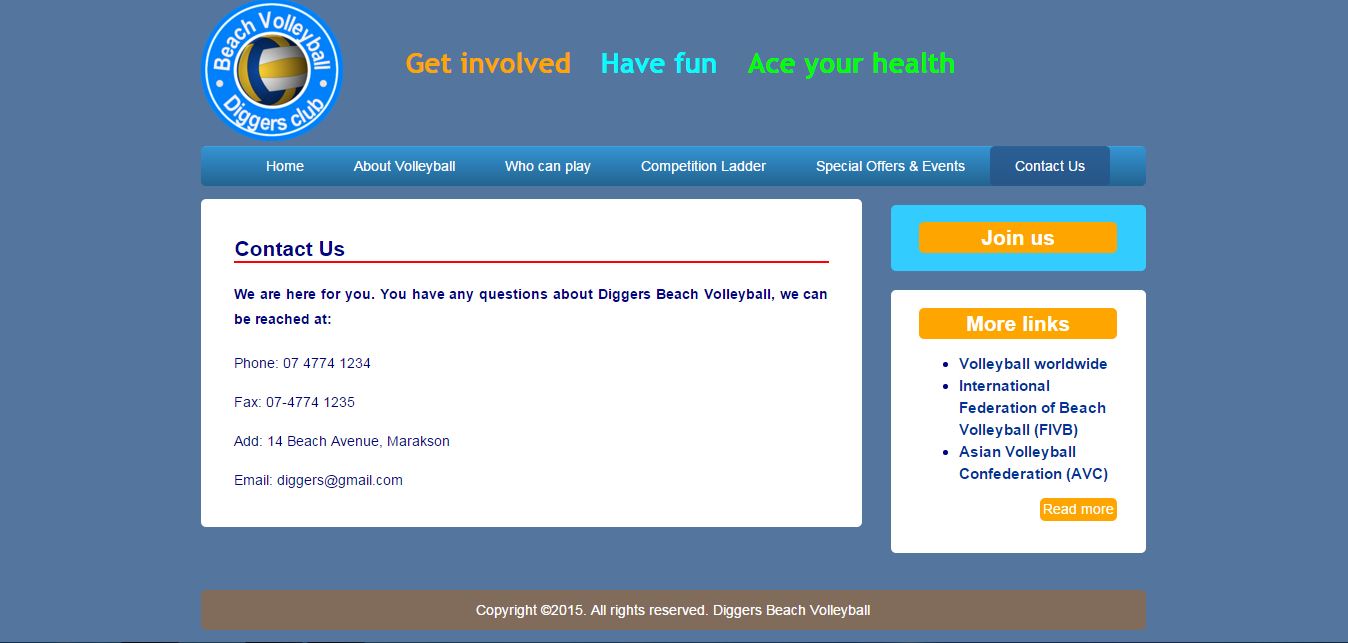 Beach Volleyball
Diggers club
Get involved Have fun Ace your health
Home About Volleyball Who can play Competition Ladder Special Offers & Events Contact Us
Contact Us
We are here for you. You have any questions about Diggers Beach Volleyball, we can
be reached at:
Phone: 07 4774 1234
Fax: 07-4774 1235
Add: 14 Beach Avenue, Marakson
Email: diggers@gmail.com
Join us
More links
• Volleyball worldwide
• International
Federation of Beach
Volleyball (FIVB)
• Asian Volleyball
Confederation (AVC)
Read more
Copyright ©2015. All rights reserved. Diggers Beach Volleyball